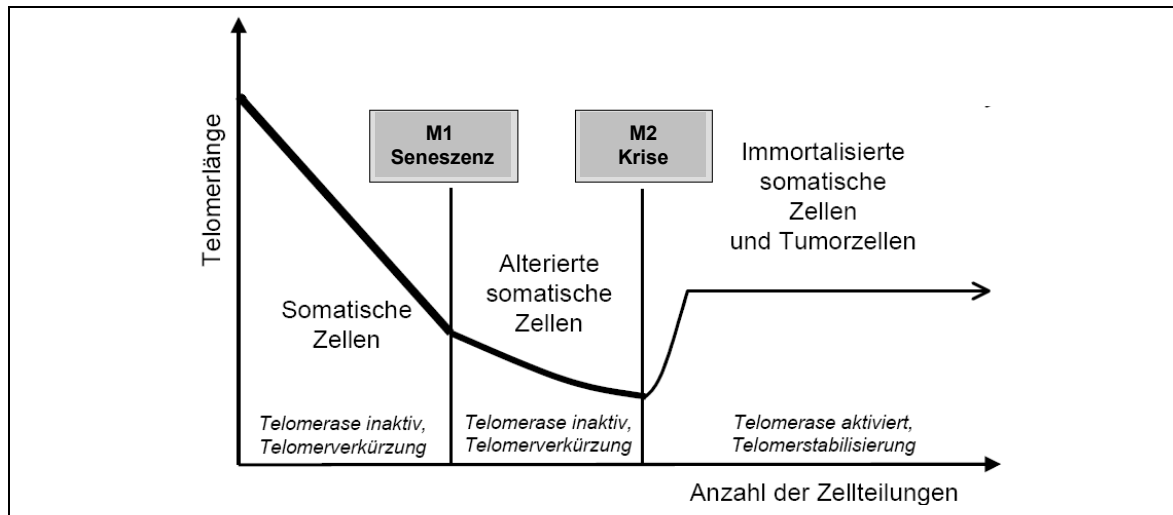 Telomerlänge
M1
Seneszenz
M2
Krise
Immortalisierte
somatische
Zellen
und Tumorzellen
Alterierte
somatische
Zellen
Somatische
Zellen
Telomerase inaktiv,
Telomerverkürzung
Telomerase inaktiv,
Telomerverkürzung
Telomerase aktiviert,
Telomerstabilisierung
Anzahl der Zellteilungen